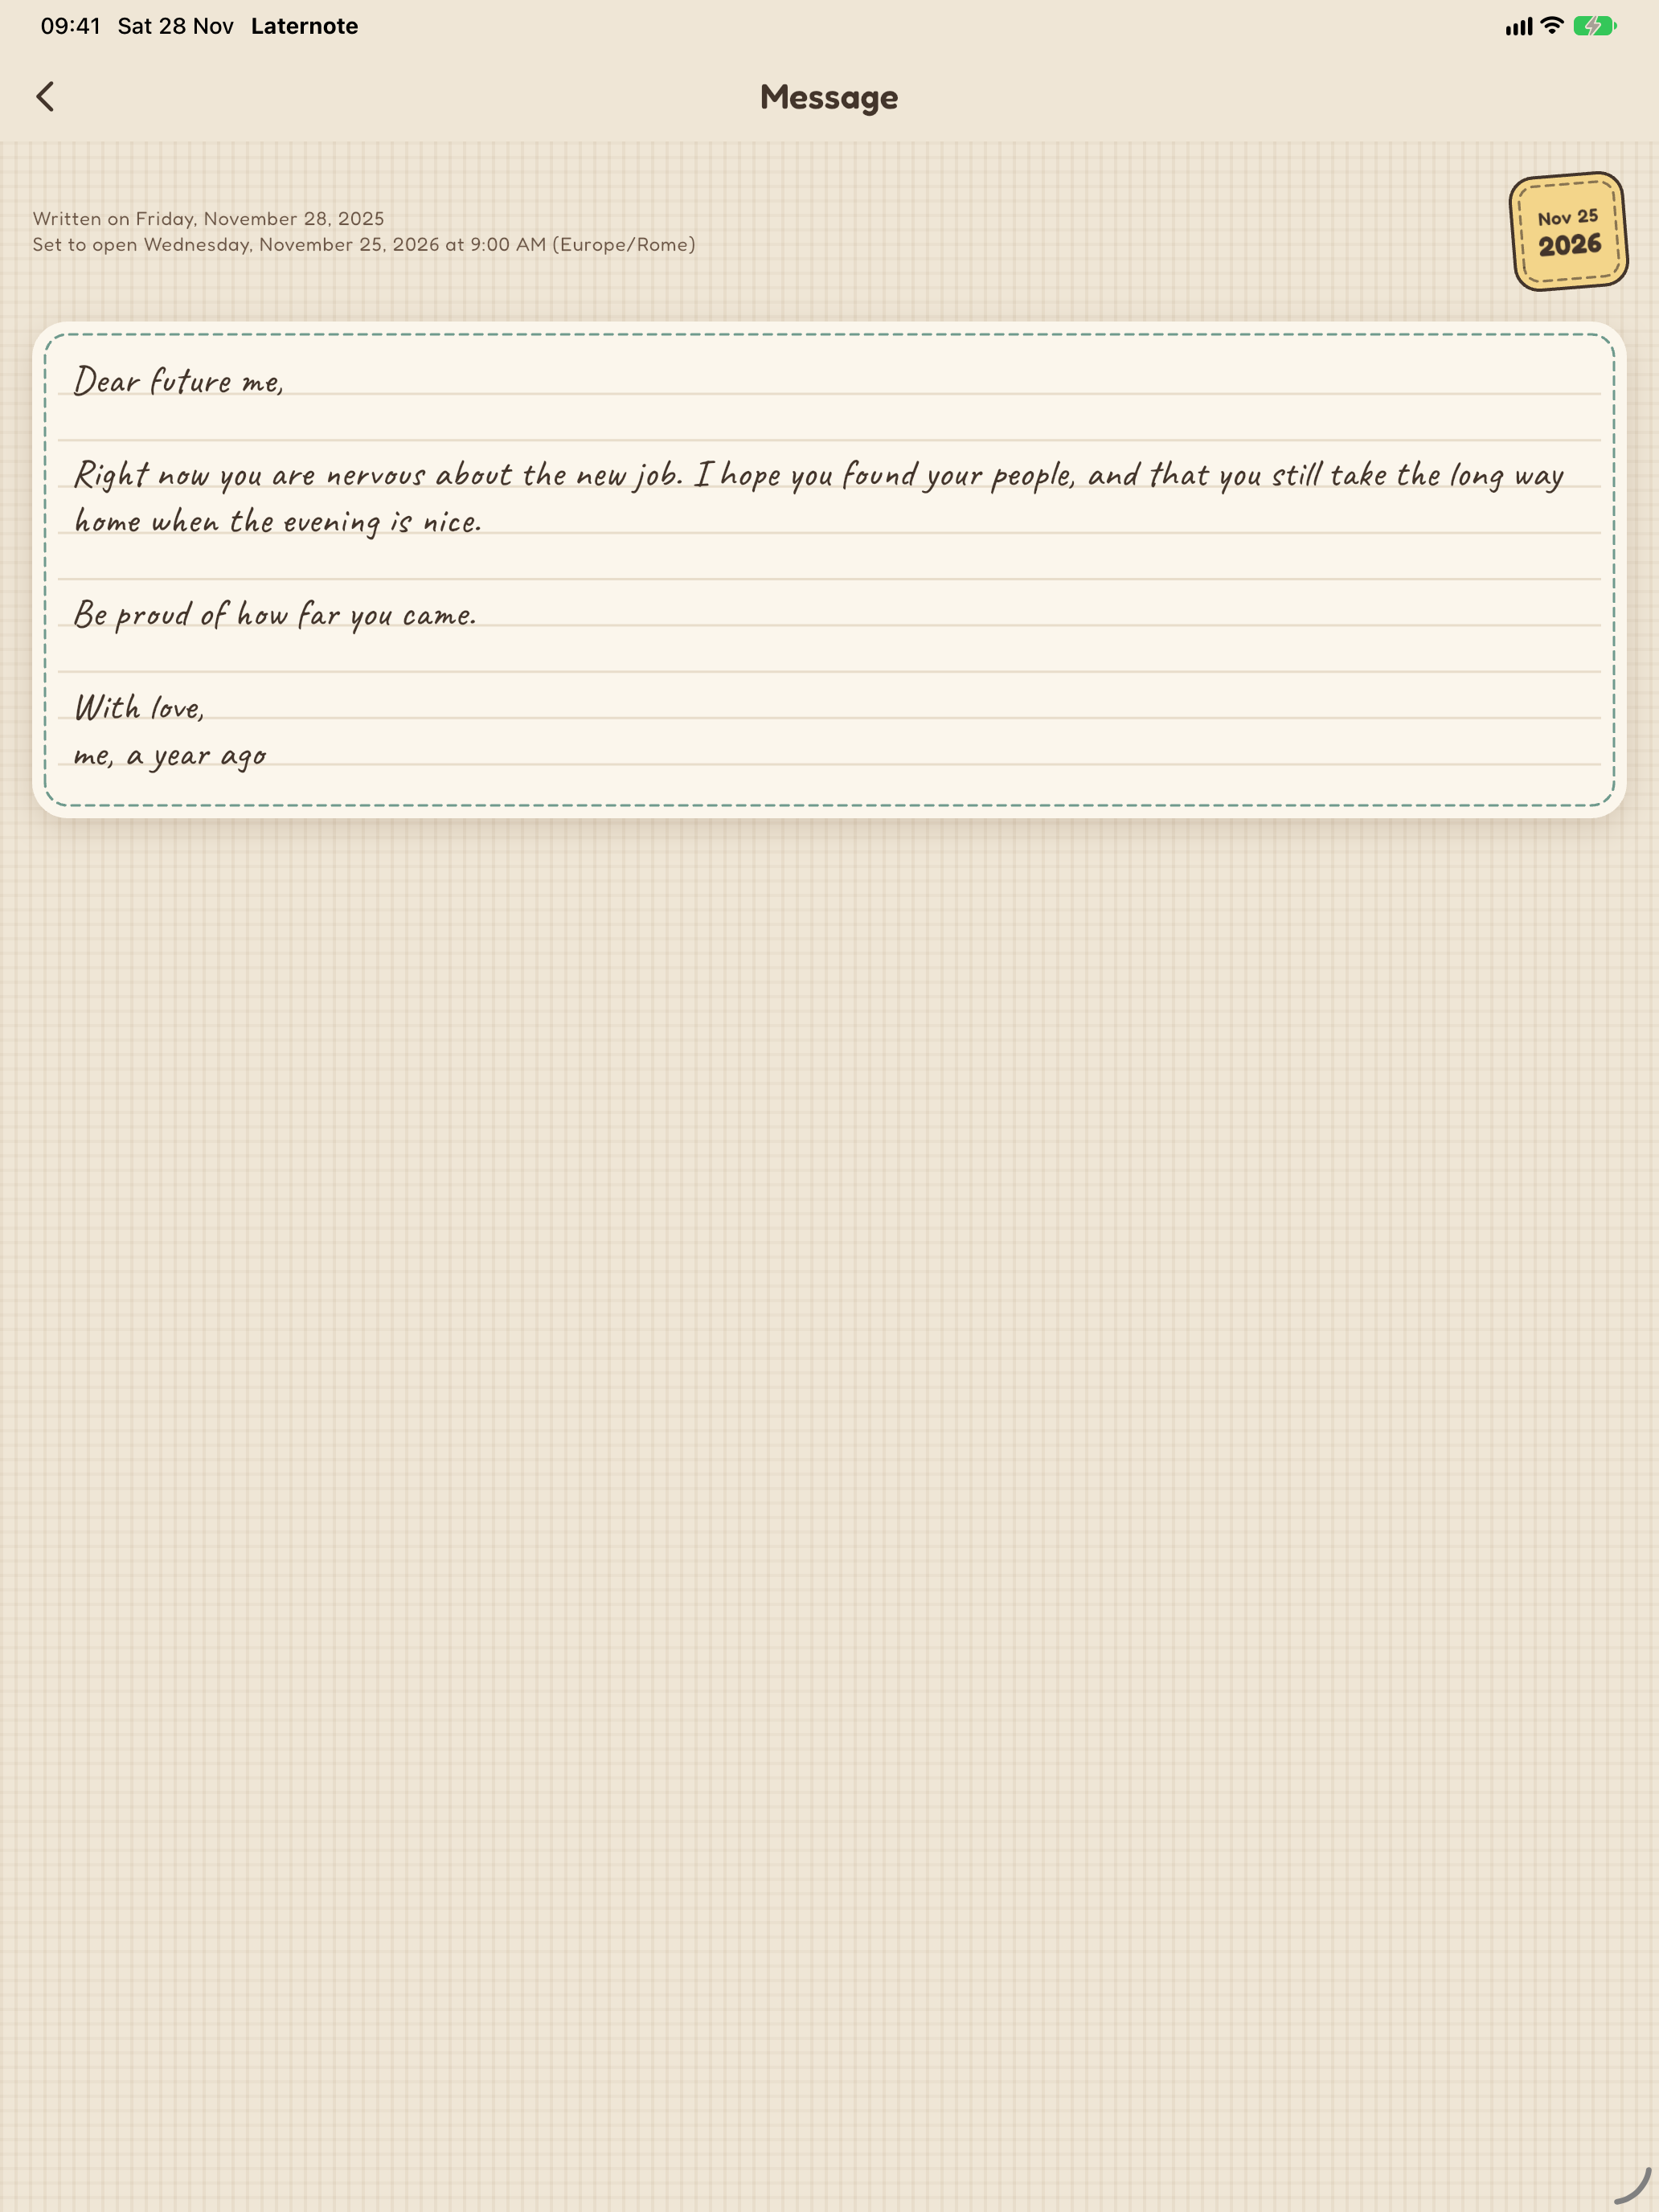 09:41 Sat 28 Nov Laternote
Message
Written on Friday, November 28, 2025
Set to open Wednesday, November 25, 2026 at 9:00 AM (Europe/Rome)
Nov 25
2026
Dear future me,
Right now you are nervous about the new job. I hope you found your people, and that you still take the long way
home when the evening is nice.
Be proud of how far you came.
With love,
me, a year ago